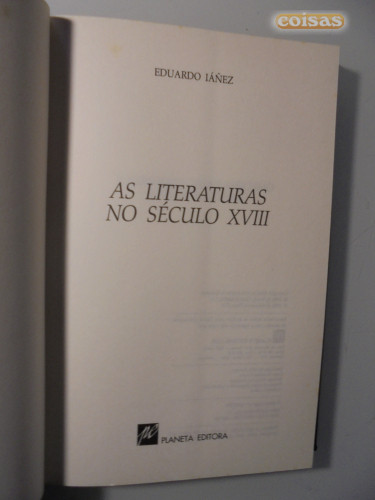 coisas
EDUARDO IÁÑEZ
AS LITERATURAS
NO SÉCULO XVIII
PLANETA EDITORA